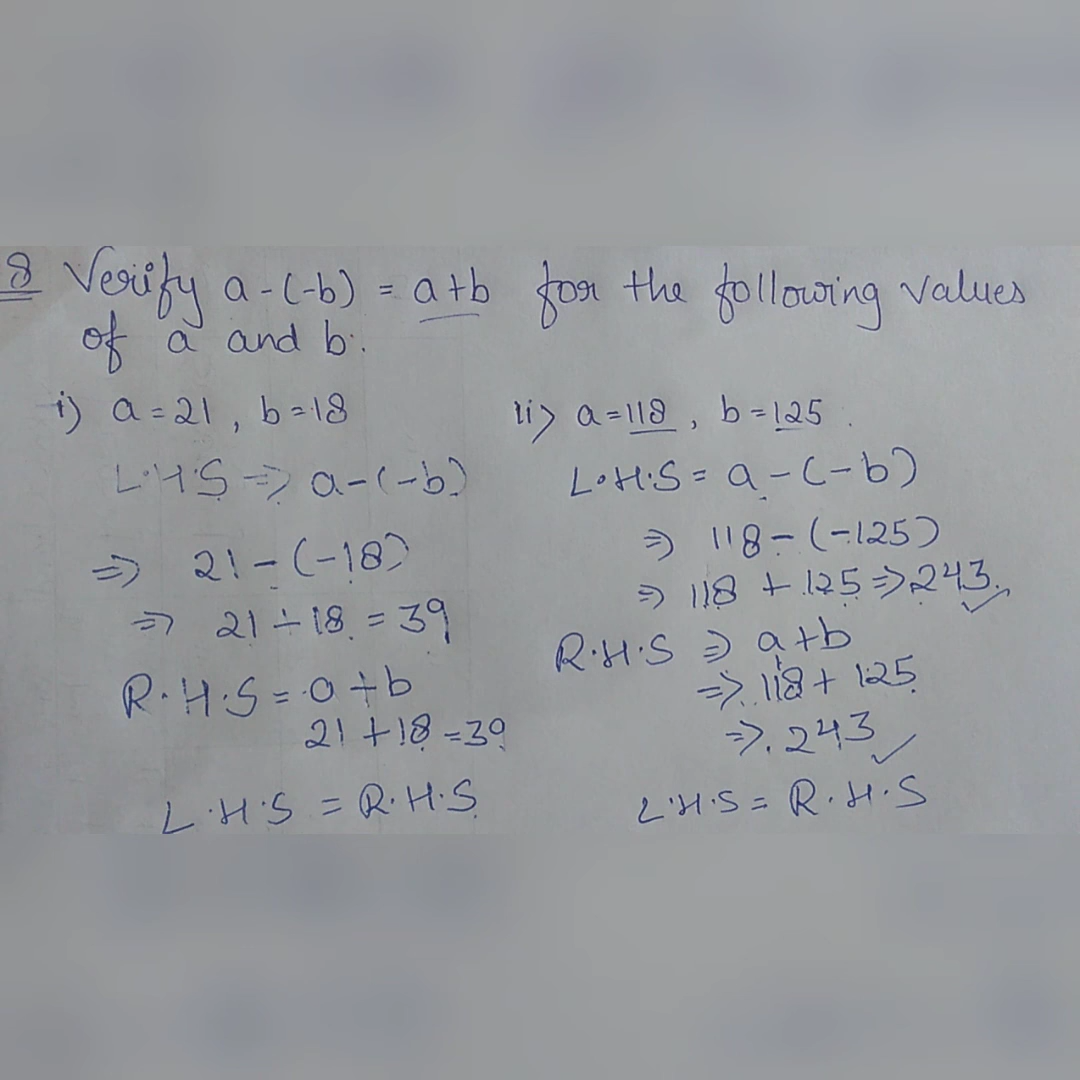 8 Verify a-(-b) = a+b for the following values
of a and b.
i) a=21, b=18
L.H.S ⇒ a-(-b)
⇒ 21-(-18)
⇒ 21+18 = 39
R.H.S = a+b
21+18=39
L.H.S = R.H.S
ii) a=118, b=125.
L.H.S = a-(-b)
⇒ 118-(-125)
⇒ 118 + 125 ⇒ 243. ✓
R.H.S ⇒ a+b
⇒ 118+ 125
⇒ 243 ✓
L.H.S = R.H.S